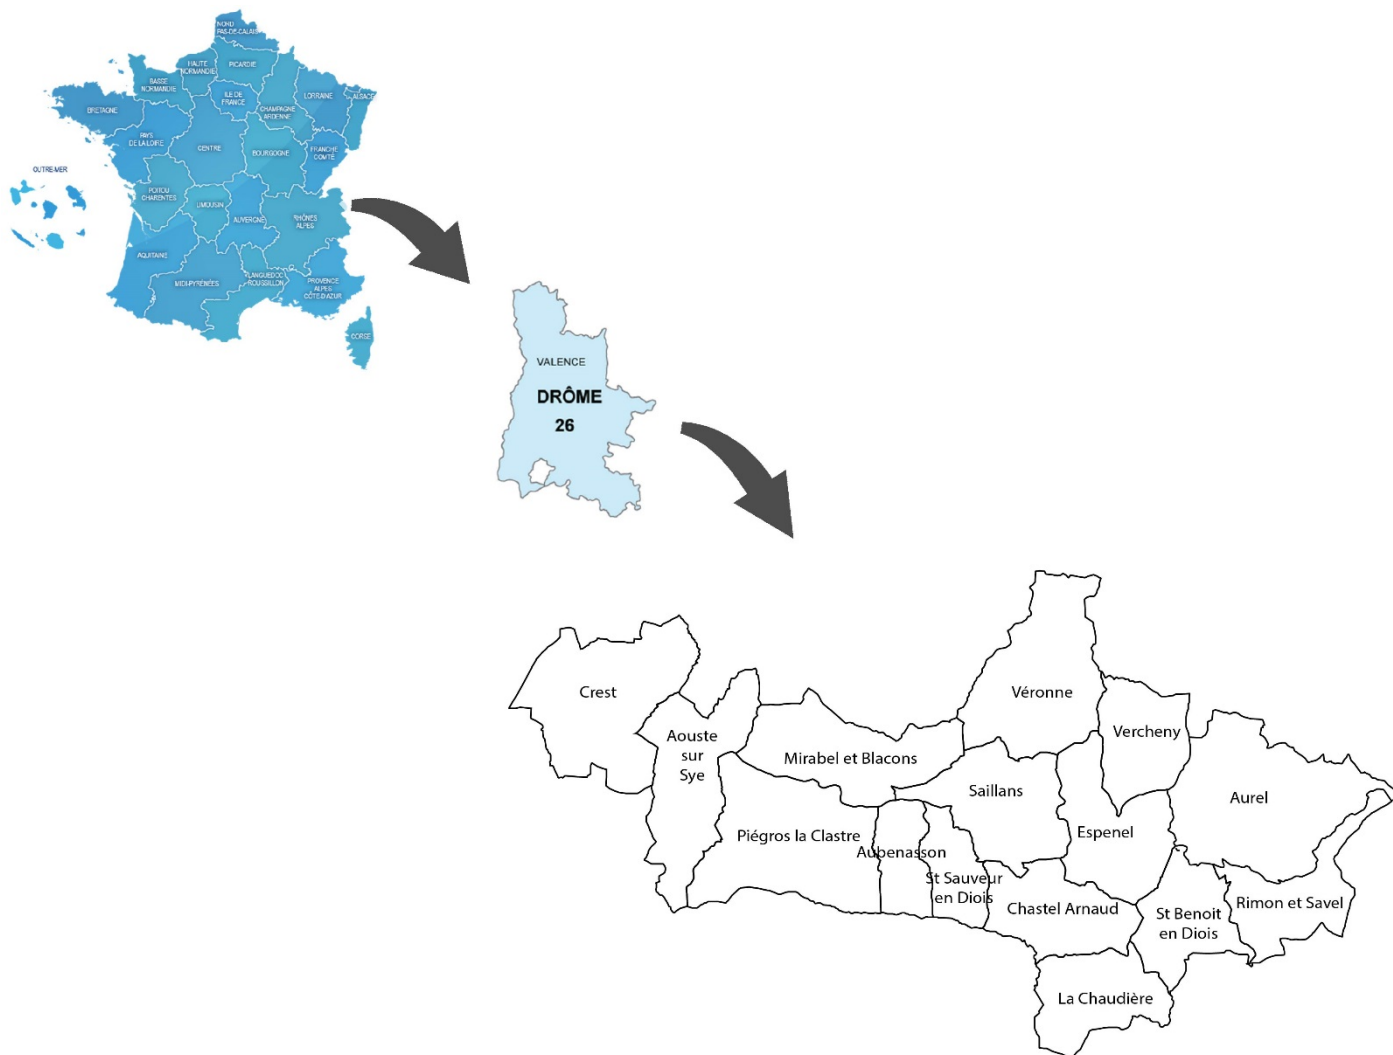 NORD
PAS-DE-CALAIS
HAUTE
NORMANDIE
PICARDIE
BASSE
NORMANDIE
ILE DE
FRANCE
CHAMPAGNE
ARDENNE
LORRAINE
ALSACE
BRETAGNE
PAYS
DE LA LOIRE
CENTRE
BOURGOGNE
FRANCHE
COMTÉ
OUTRE-MER
POITOU
CHARENTES
LIMOUSIN
AUVERGNE
RHÔNES
ALPES
AQUITAINE
MIDI-PYRÉNÉES
LANGUEDOC
ROUSSILLON
PROVENCE
ALPES
CÔTE-D'AZUR
CORSE
VALENCE
DRÔME
26
Crest
Aouste
sur
Sye
Mirabel et Blacons
Véronne
Vercheny
Saillans
Aurel
Piégros la Clastre
Aubenasson
St Sauveur
en Diois
Espenel
Chastel Arnaud
St Benoit
en Diois
Rimon et Savel
La Chaudière